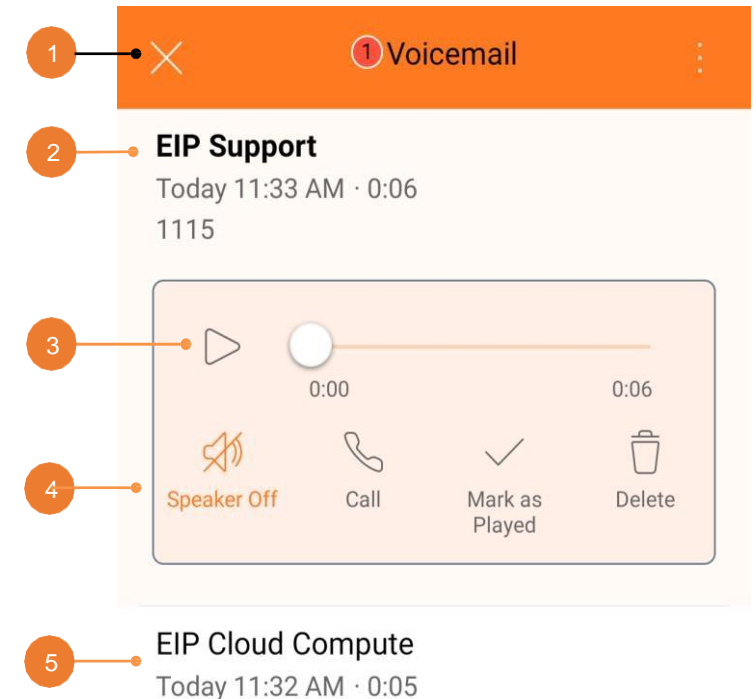 1
1 Voicemail
2
EIP Support
Today 11:33 AM · 0:06
1115
3
0:00 0:06
4
Speaker Off Call Mark as Played Delete
5
EIP Cloud Compute
Today 11:32 AM · 0:05